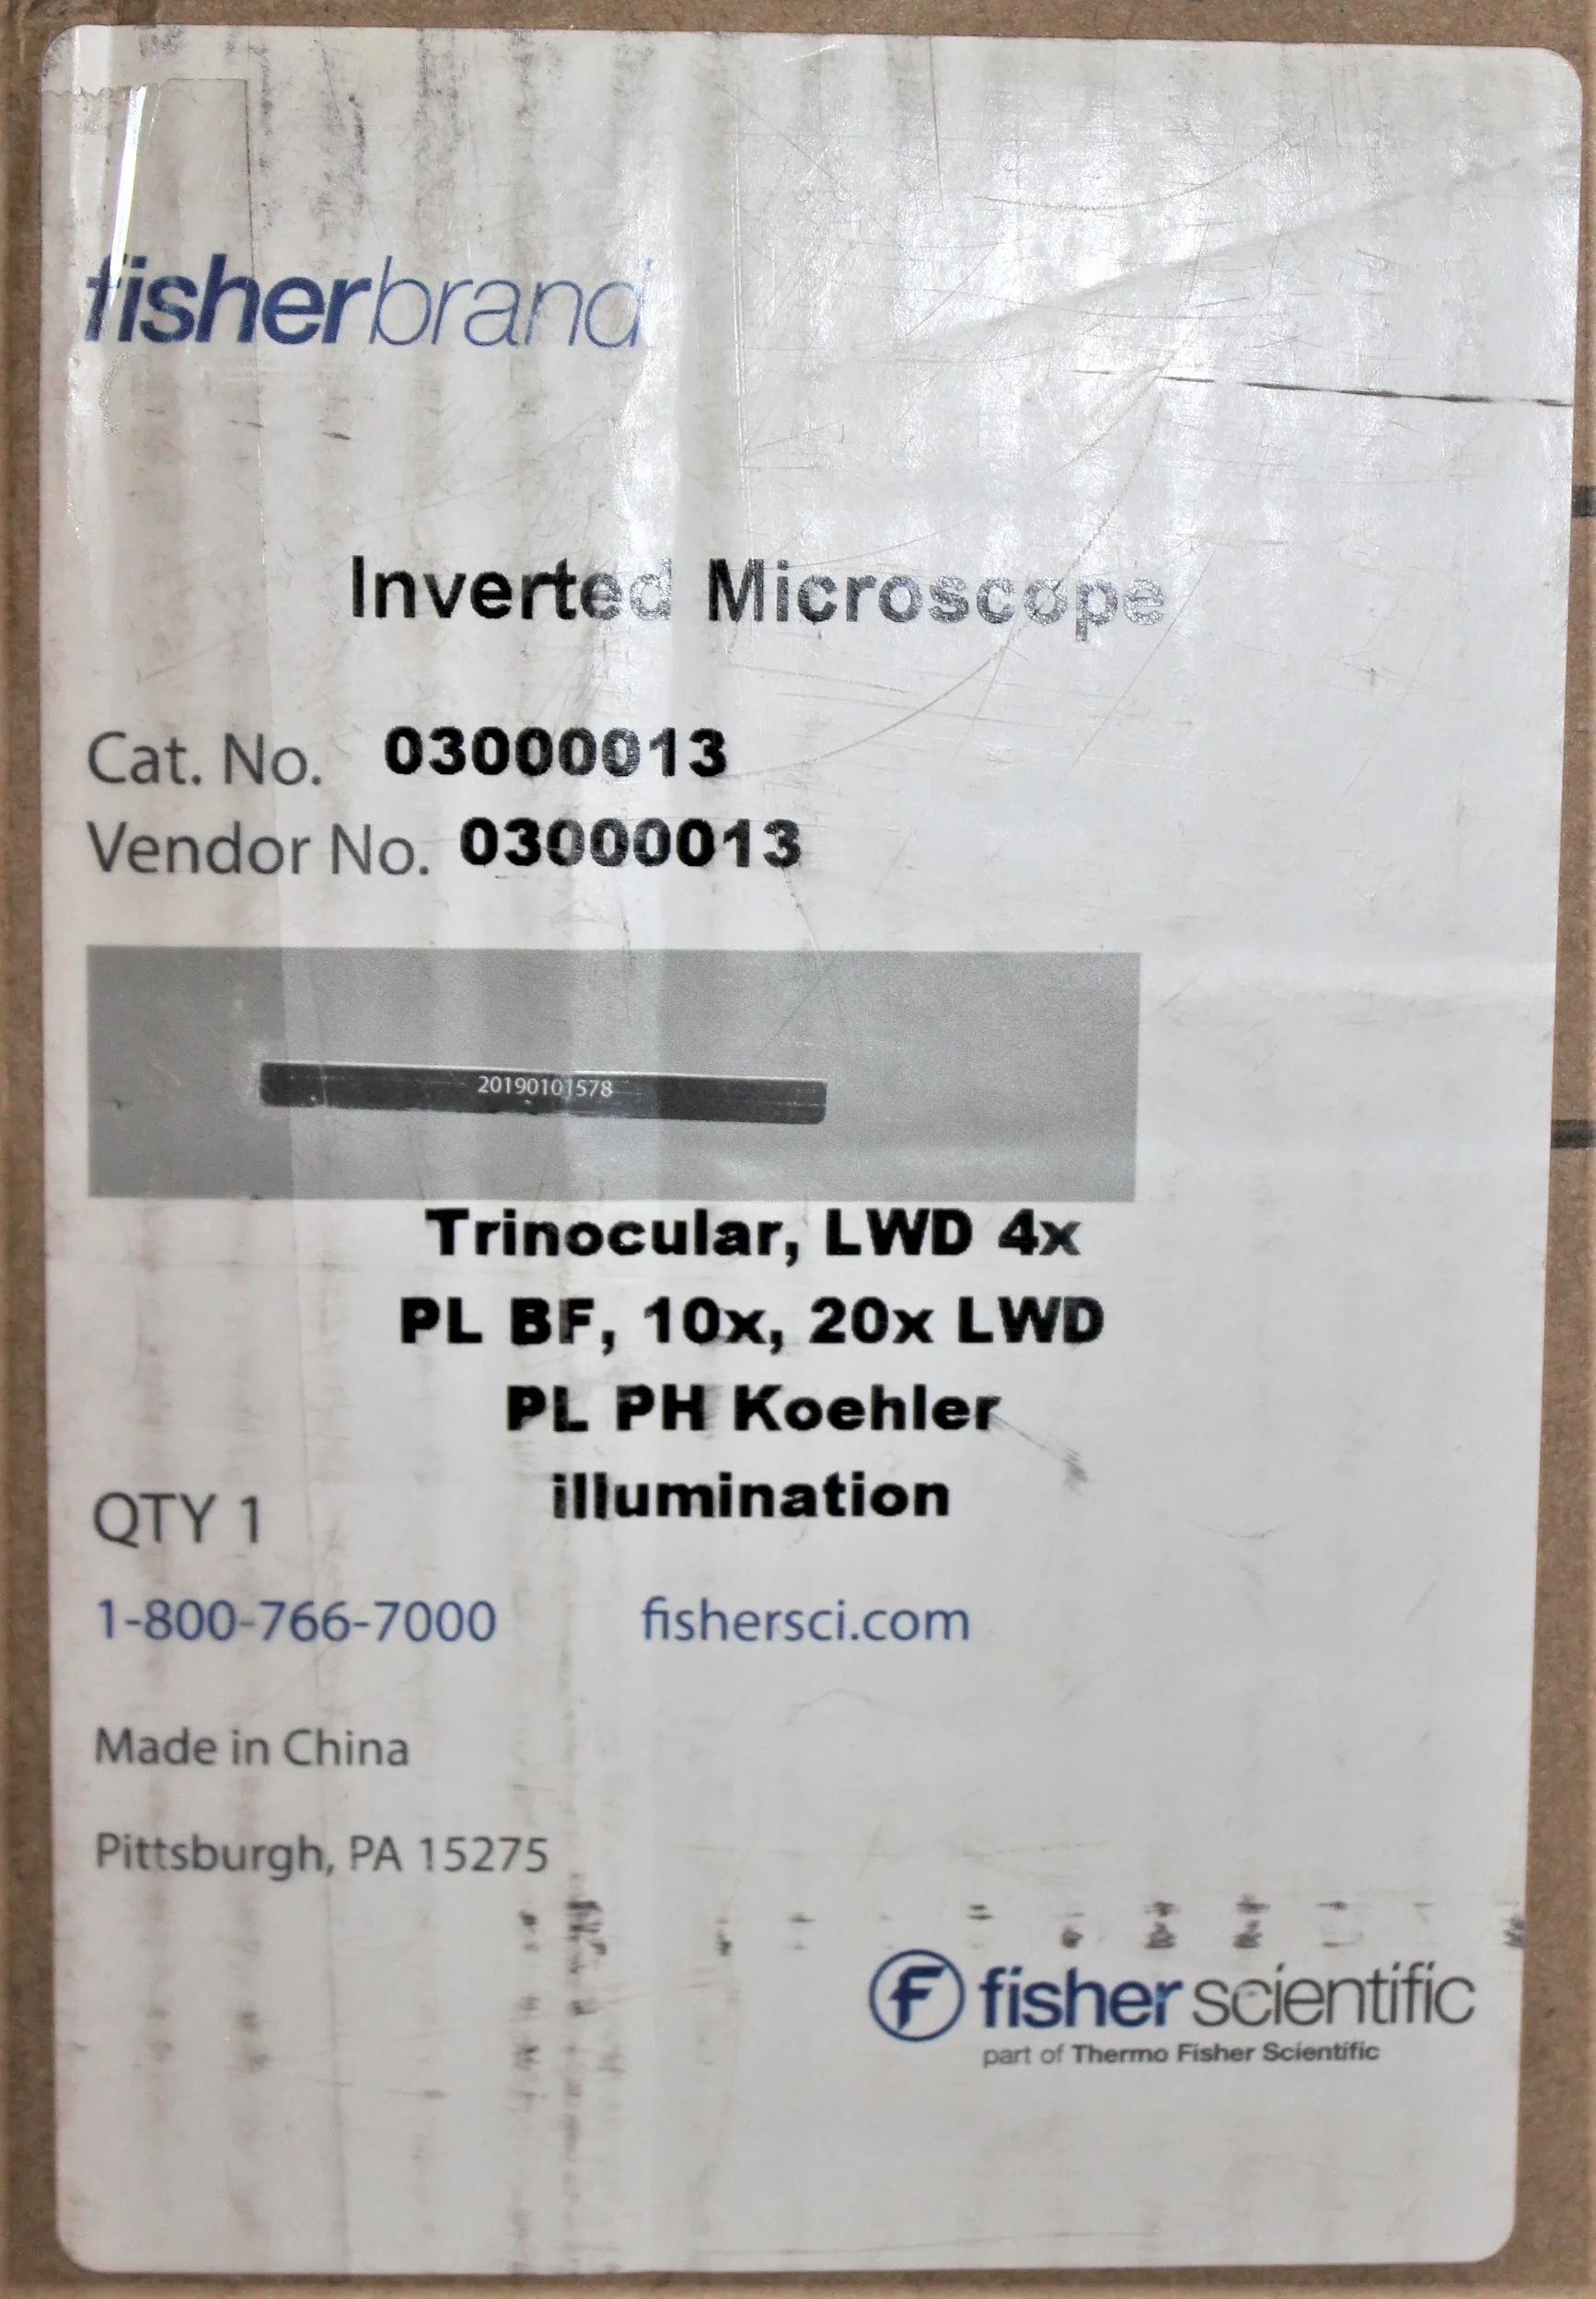 fisherbrand
Inverted Microscope
Cat. No. 03000013
Vendor No. 03000013
20190101578
Trinocular, LWD 4x
PL BF, 10x, 20x LWD
PL PH Koehler
illumination
QTY 1
1-800-766-7000 fishersci.com
Made in China
Pittsburgh, PA 15275
F fisher scientific
part of Thermo Fisher Scientific